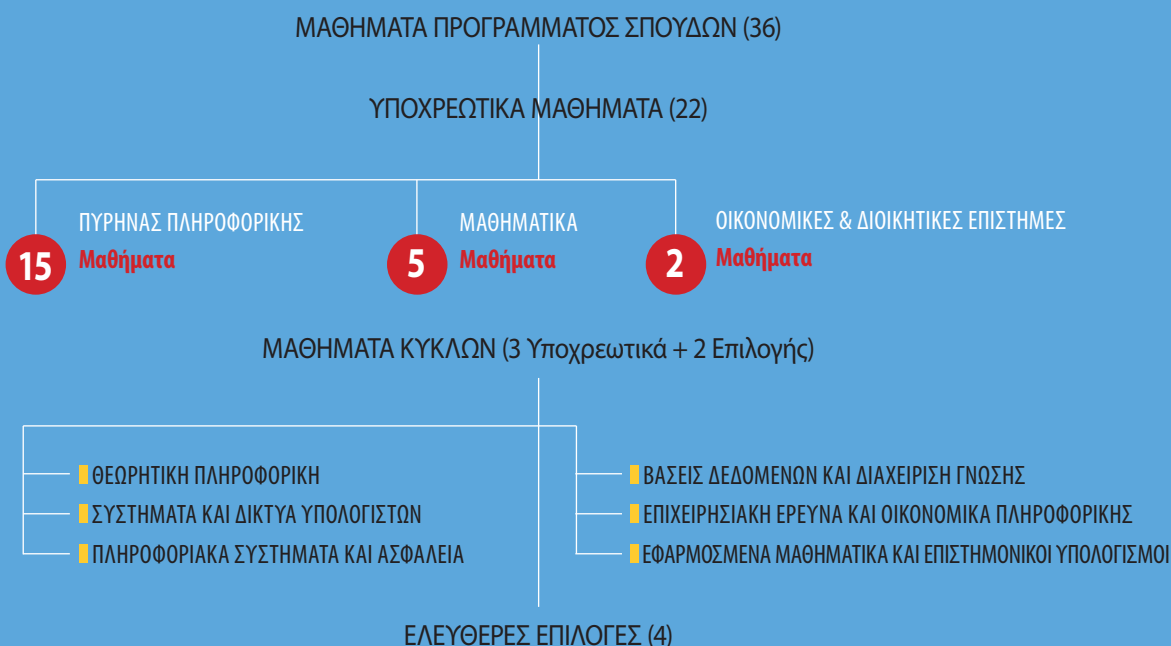 ΜΑΘΗΜΑΤΑ ΠΡΟΓΡΑΜΜΑΤΟΣ ΣΠΟΥΔΩΝ (36)
ΥΠΟΧΡΕΩΤΙΚΑ ΜΑΘΗΜΑΤΑ (22)
ΠΥΡΗΝΑΣ ΠΛΗΡΟΦΟΡΙΚΗΣ
15 Μαθήματα
ΜΑΘΗΜΑΤΙΚΑ
5 Μαθήματα
ΟΙΚΟΝΟΜΙΚΕΣ & ΔΙΟΙΚΗΤΙΚΕΣ ΕΠΙΣΤΗΜΕΣ
2 Μαθήματα
ΜΑΘΗΜΑΤΑ ΚΥΚΛΩΝ (3 Υποχρεωτικά + 2 Επιλογής)
ΘΕΩΡΗΤΙΚΗ ΠΛΗΡΟΦΟΡΙΚΗ
ΣΥΣΤΗΜΑΤΑ ΚΑΙ ΔΙΚΤΥΑ ΥΠΟΛΟΓΙΣΤΩΝ
ΠΛΗΡΟΦΟΡΙΑΚΑ ΣΥΣΤΗΜΑΤΑ ΚΑΙ ΑΣΦΑΛΕΙΑ
ΒΑΣΕΙΣ ΔΕΔΟΜΕΝΩΝ ΚΑΙ ΔΙΑΧΕΙΡΙΣΗ ΓΝΩΣΗΣ
ΕΠΙΧΕΙΡΗΣΙΑΚΗ ΕΡΕΥΝΑ ΚΑΙ ΟΙΚΟΝΟΜΙΚΑ ΠΛΗΡΟΦΟΡΙΚΗΣ
ΕΦΑΡΜΟΣΜΕΝΑ ΜΑΘΗΜΑΤΙΚΑ ΚΑΙ ΕΠΙΣΤΗΜΟΝΙΚΟΙ ΥΠΟΛΟΓΙΣΜΟΙ
ΕΛΕΥΘΕΡΕΣ ΕΠΙΛΟΓΕΣ (4)